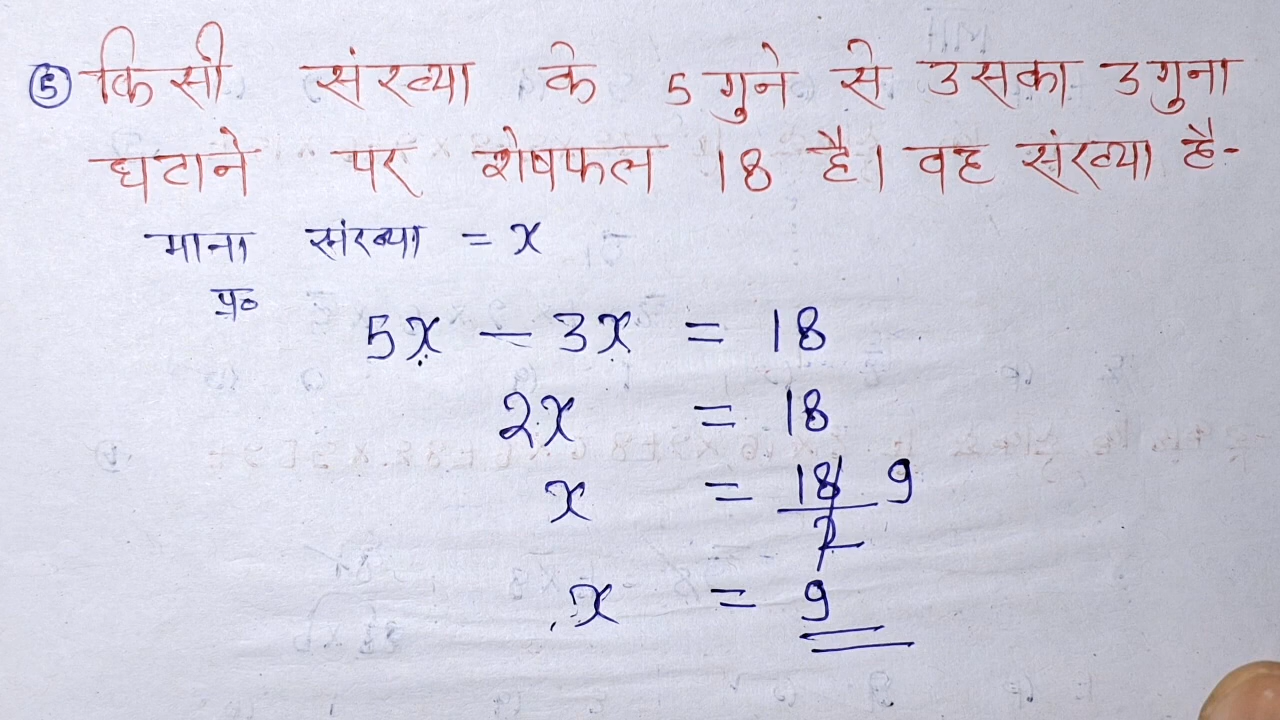 ⑤ किसी संख्या के 5 गुने से उसका 3 गुना
घटाने पर शेषफल 18 है। वह संख्या है-
माना संख्या = x
प्र०
5x - 3x = 18
2x = 18
x = 18/2 9
x = 9